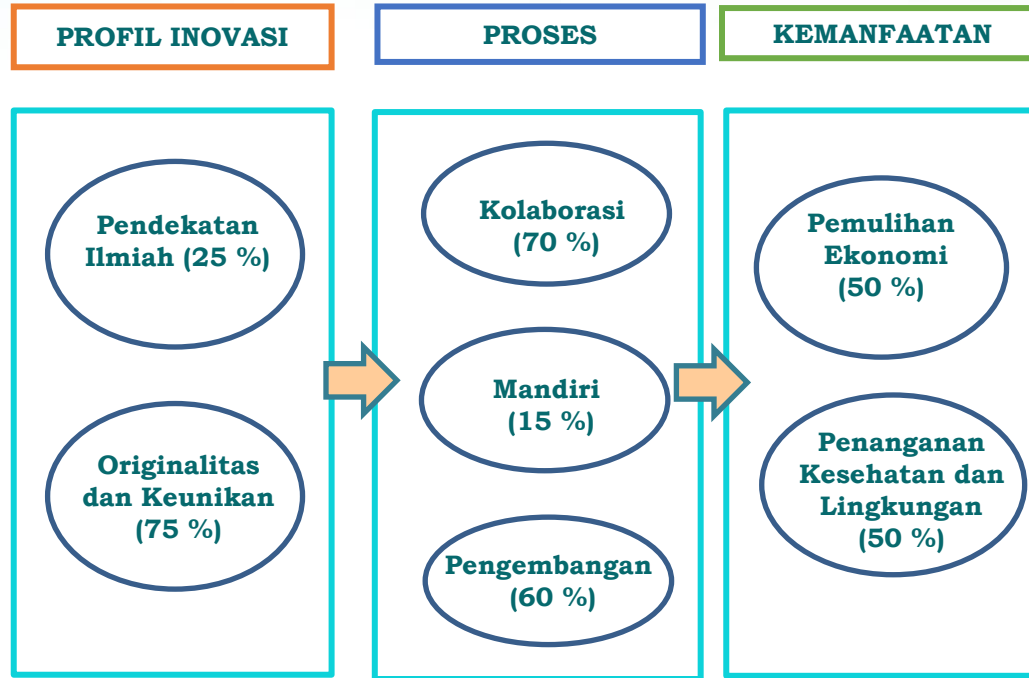 PROFIL INOVASI
PROSES
KEMANFAATAN
Pendekatan
Ilmiah (25 %)
Originalitas
dan Keunikan
(75 %)
Kolaborasi
(70 %)
Mandiri
(15 %)
Pengembangan
(60 %)
Pemulihan
Ekonomi
(50 %)
Penanganan
Kesehatan dan
Lingkungan
(50 %)